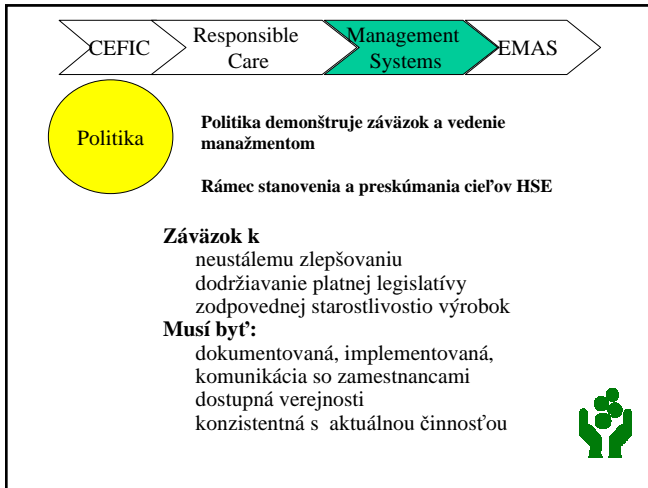 CEFIC
Responsible
Care
Management
Systems
EMAS
Politika
Politika demonštruje záväzok a vedenie
manažmentom
Rámec stanovenia a preskúmania cieľov HSE
Záväzok k
neustálemu zlepšovaniu
dodržiavanie platnej legislatívy
zodpovednej starostlivostio výrobok
Musí byť:
dokumentovaná, implementovaná,
komunikácia so zamestnancami
dostupná verejnosti
konzistentná s aktuálnou činnosťou